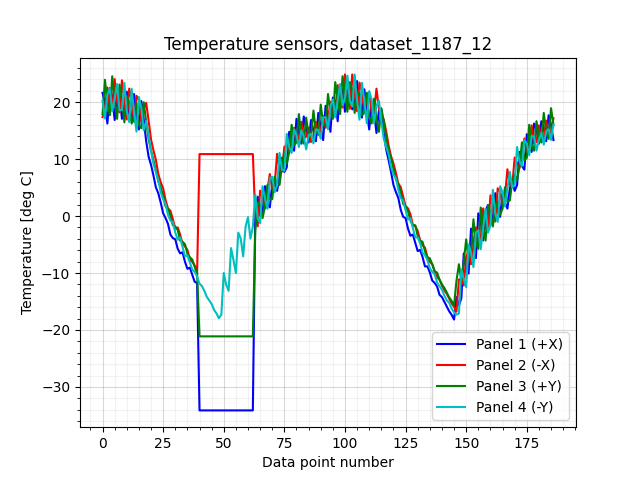 Temperature sensors, dataset_1187_12
Temperature [deg C]
20
10
0
−10
−20
−30
0
25
50
75
100
125
150
175
Data point number
Panel 1 (+X)
Panel 2 (-X)
Panel 3 (+Y)
Panel 4 (-Y)